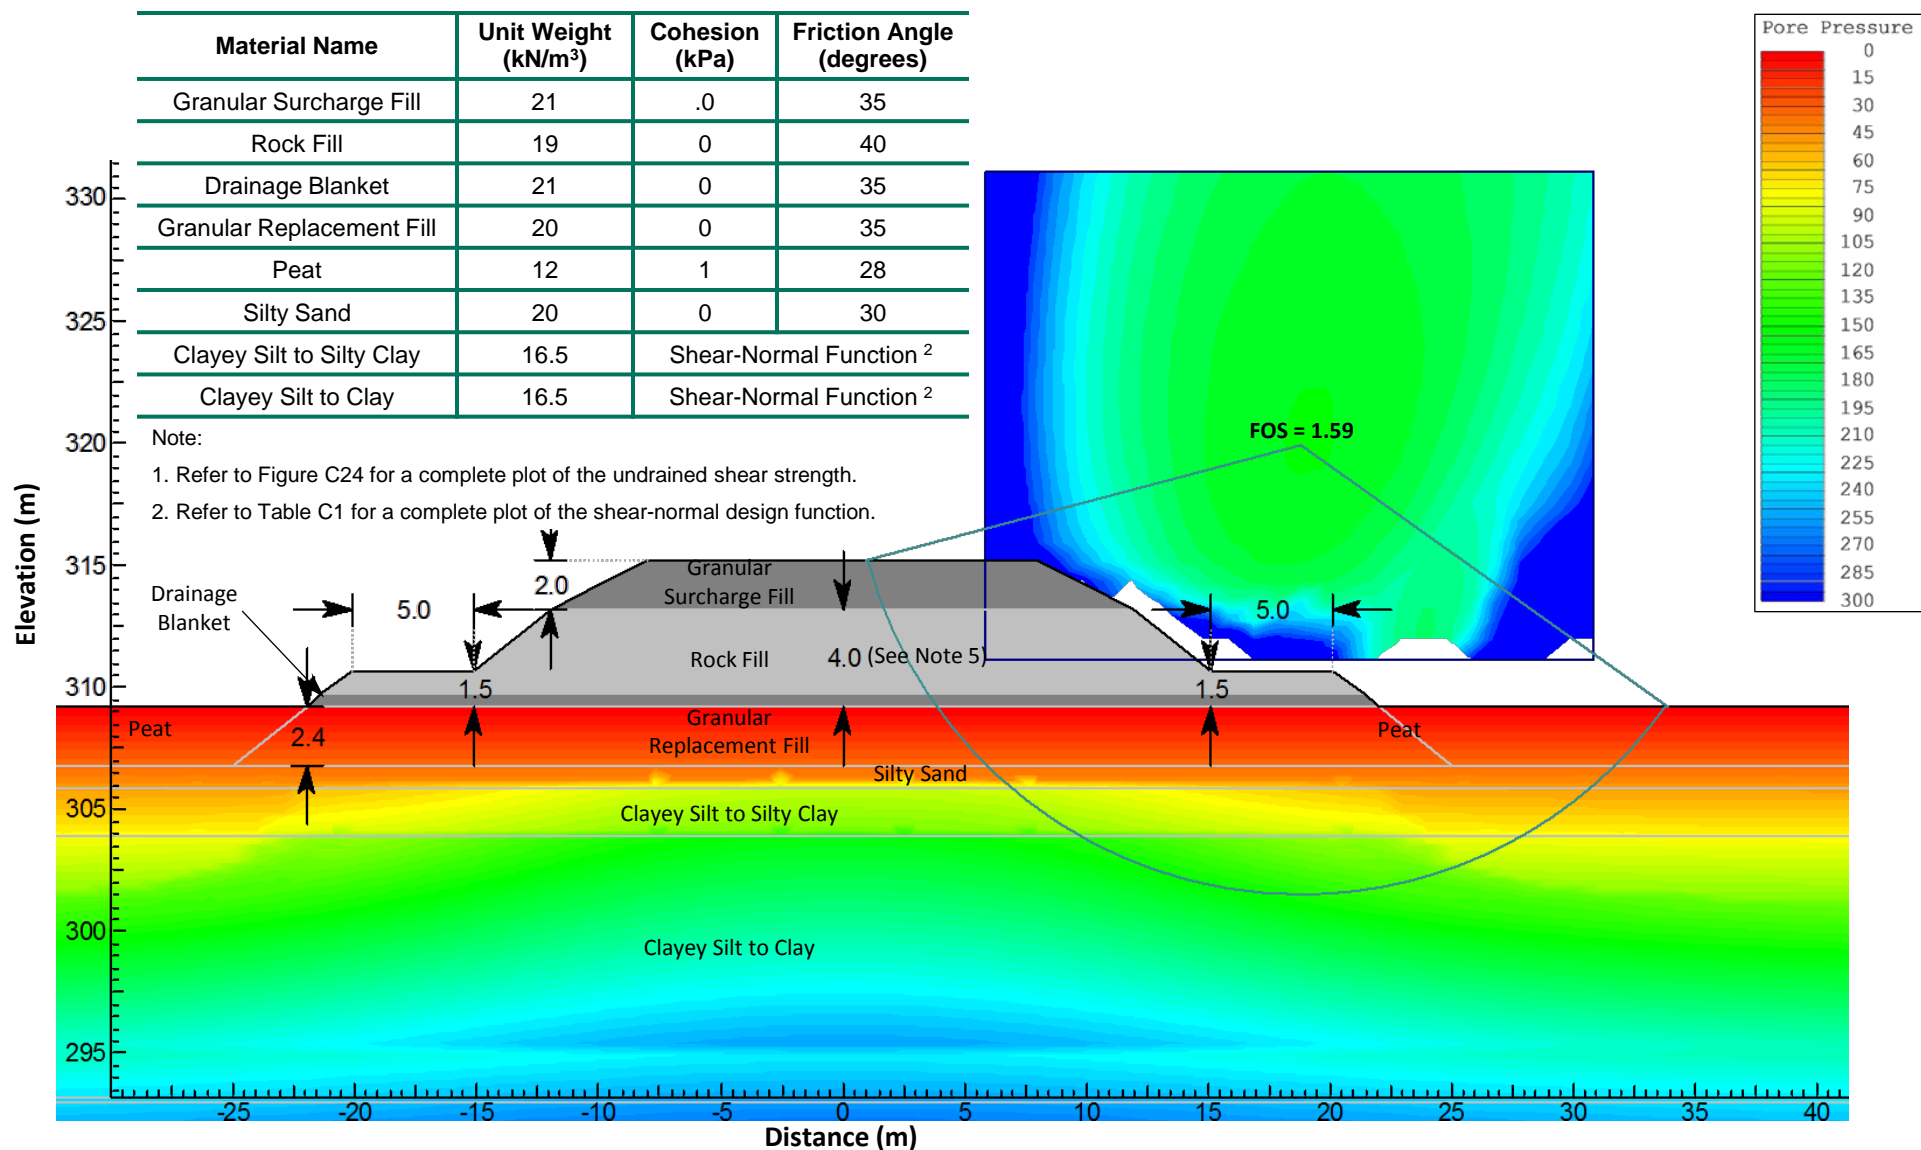 Material Name Unit Weight (kN/m³) Cohesion (kPa) Friction Angle (degrees)
Granular Surcharge Fill 21 .0 35
Rock Fill 19 0 40
Drainage Blanket 21 0 35
Granular Replacement Fill 20 0 35
Peat 12 1 28
Silty Sand 20 0 30
Clayey Silt to Silty Clay 16.5 Shear-Normal Function ²
Clayey Silt to Clay 16.5 Shear-Normal Function ²
Note:
1. Refer to Figure C24 for a complete plot of the undrained shear strength.
2. Refer to Table C1 for a complete plot of the shear-normal design function.
Pore Pressure
0
15
30
45
60
75
90
105
120
135
150
165
180
195
210
225
240
255
270
285
300
FOS = 1.59
Elevation (m)
330
325
320
315
310
305
300
295
Drainage
Blanket
5.0
2.0
Granular
Surcharge Fill
5.0
Rock Fill
4.0 (See Note 5)
1.5
1.5
Peat
2.4
Granular
Replacement Fill
Peat
Silty Sand
Clayey Silt to Silty Clay
Clayey Silt to Clay
-25 -20 -15 -10 -5 0 5 10 15 20 25 30 35 40
Distance (m)